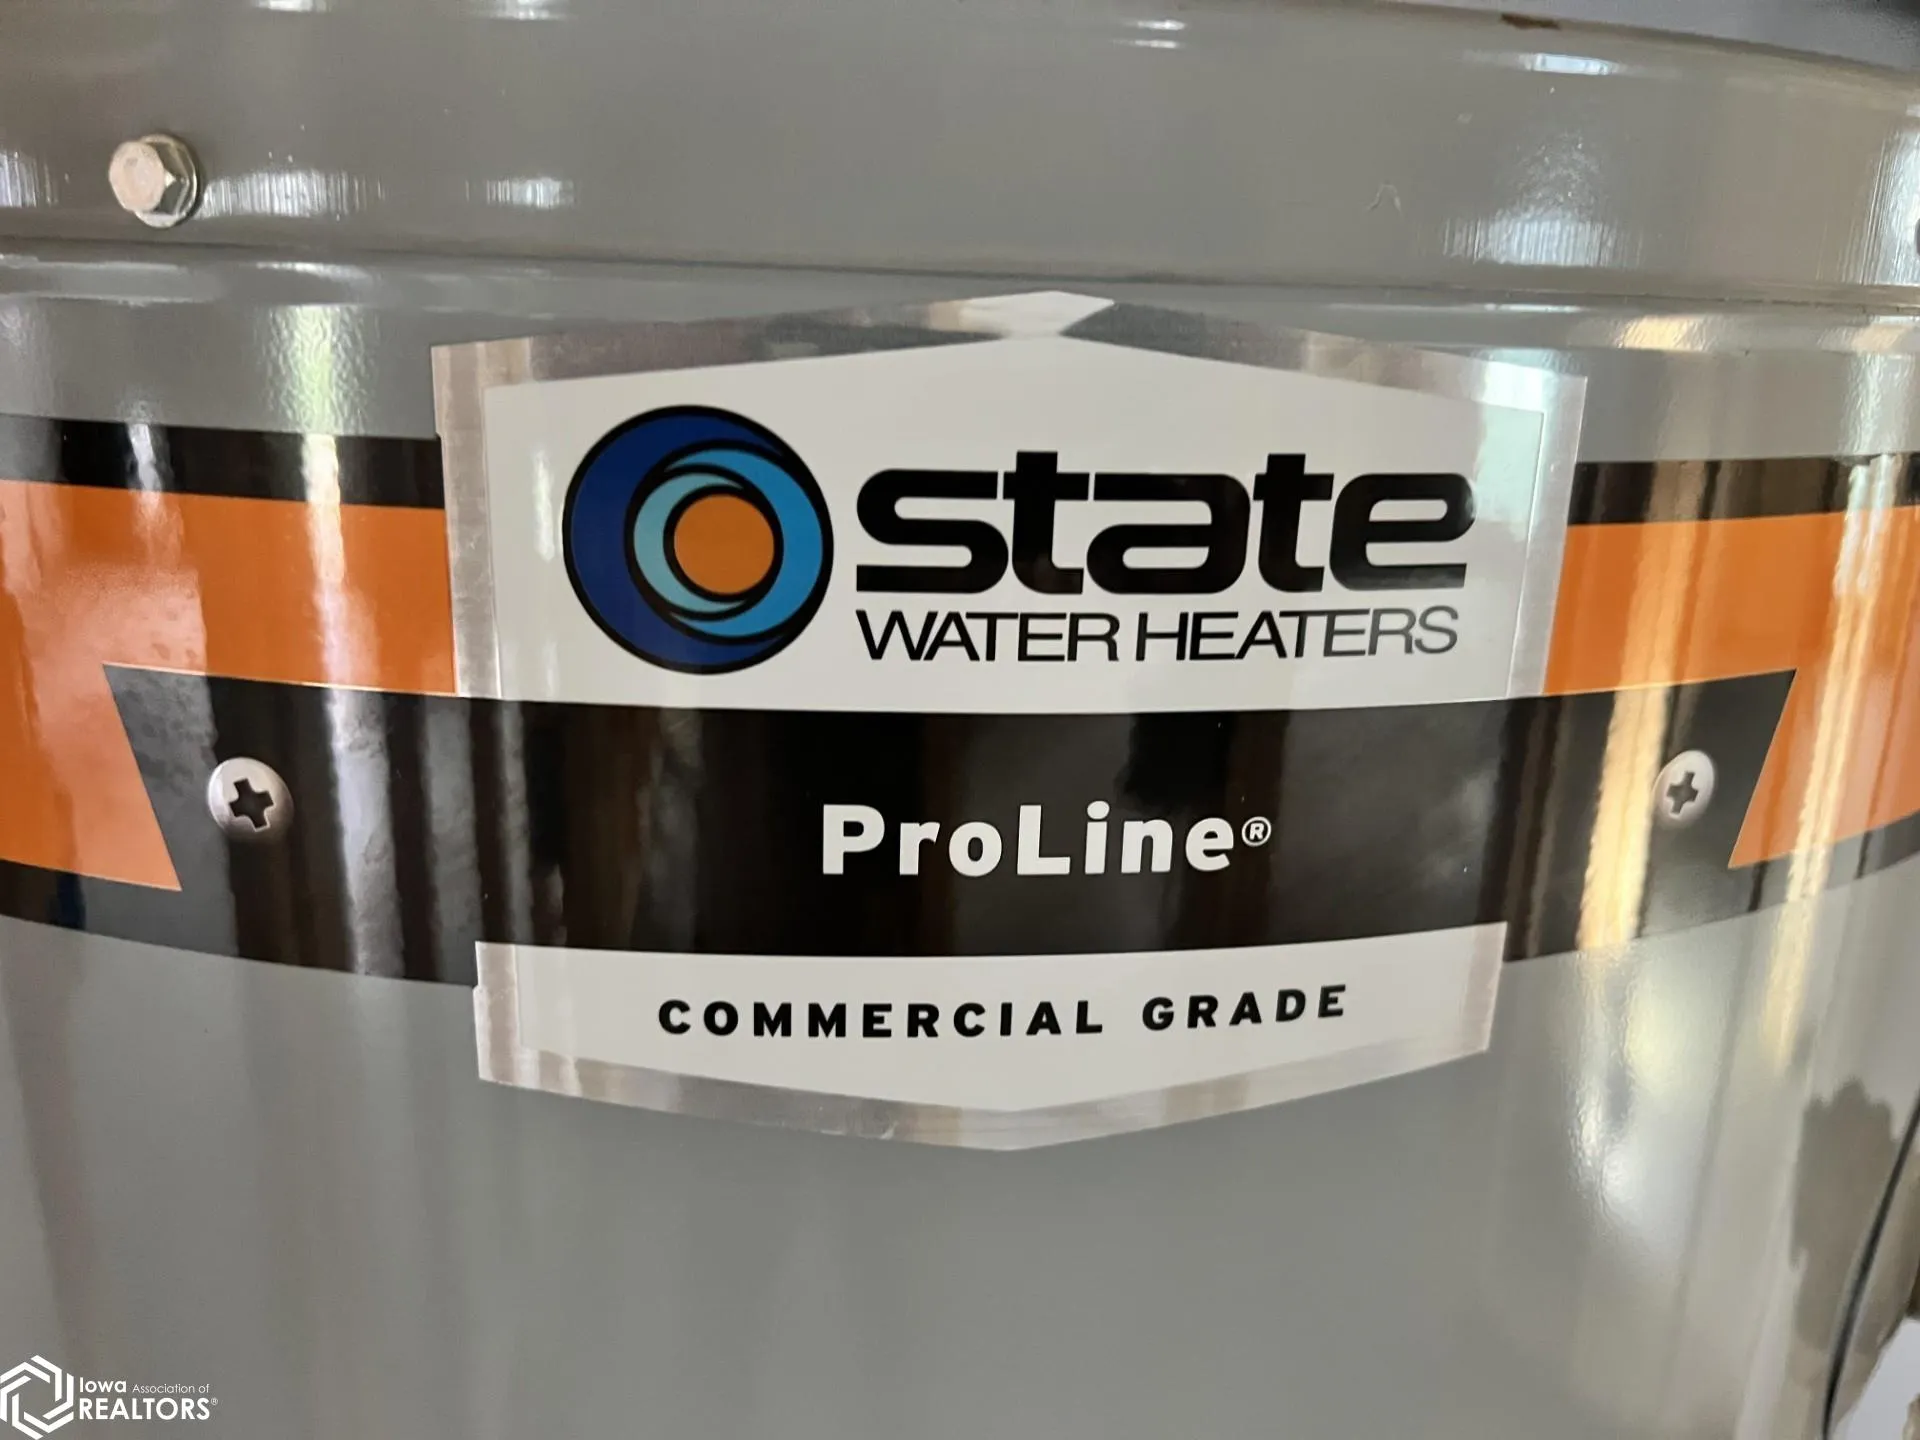 state
WATER HEATERS
ProLine®
COMMERCIAL GRADE
Iowa Association of
REALTORS®